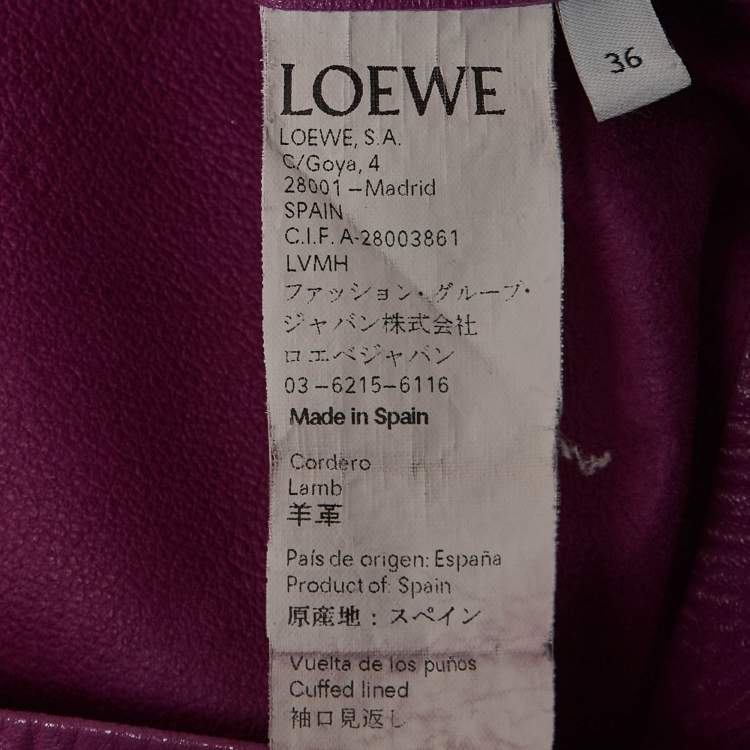 LOEWE
36
LOEWE, S.A.
C/Goya, 4
28001 – Madrid
SPAIN
C.I.F. A-28003861
LVMH
ファッション・グループ・
ジャパン株式会社
ロエベジャパン
03 – 6215 – 6116
Made in Spain
Cordero
Lamb
羊革
País de origen: España
Product of: Spain
原産地：スペイン
Vuelta de los puños
Cuffed lined
袖口見返し